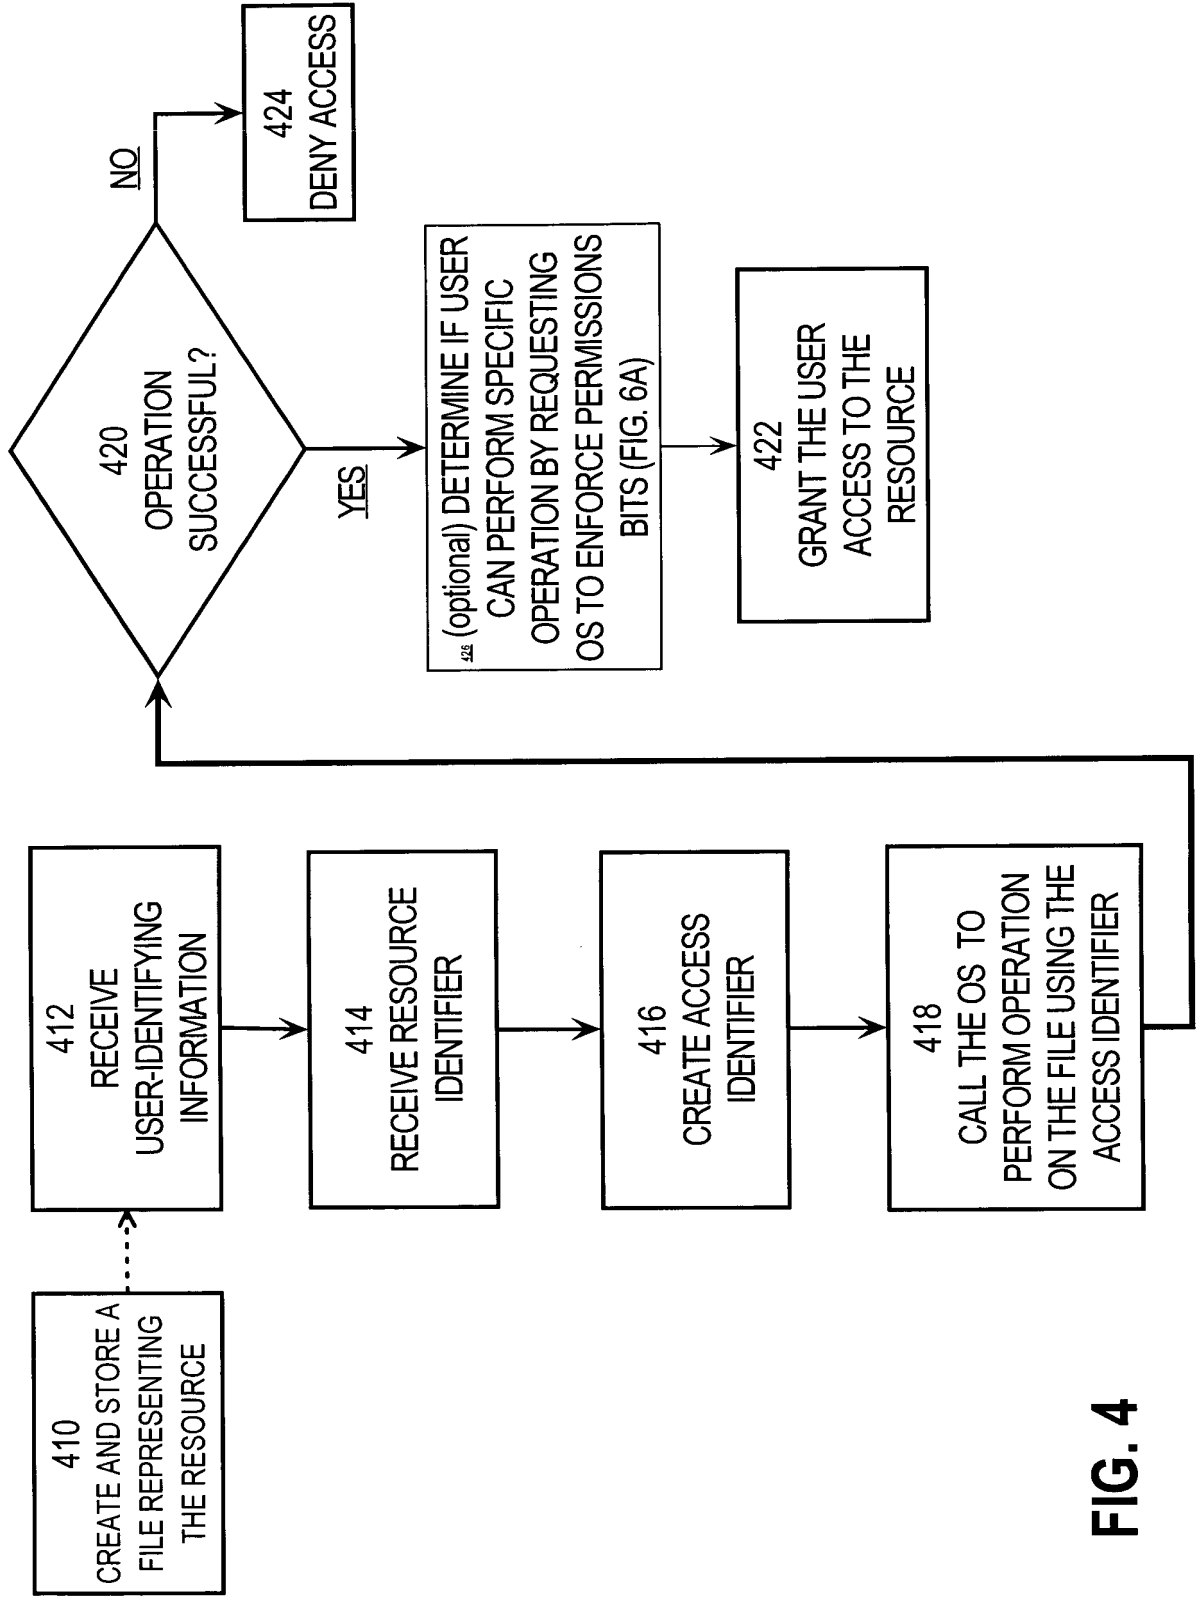 410
CREATE AND STORE A
FILE REPRESENTING
THE RESOURCE
412
RECEIVE
USER-IDENTIFYING
INFORMATION
414
RECEIVE RESOURCE
IDENTIFIER
416
CREATE ACCESS
IDENTIFIER
418
CALL THE OS TO
PERFORM OPERATION
ON THE FILE USING THE
ACCESS IDENTIFIER
420
OPERATION
SUCCESSFUL?
NO
424
DENY ACCESS
YES
426 (optional) DETERMINE IF USER
CAN PERFORM SPECIFIC
OPERATION BY REQUESTING
OS TO ENFORCE PERMISSIONS
BITS (FIG. 6A)
422
GRANT THE USER
ACCESS TO THE
RESOURCE
FIG. 4